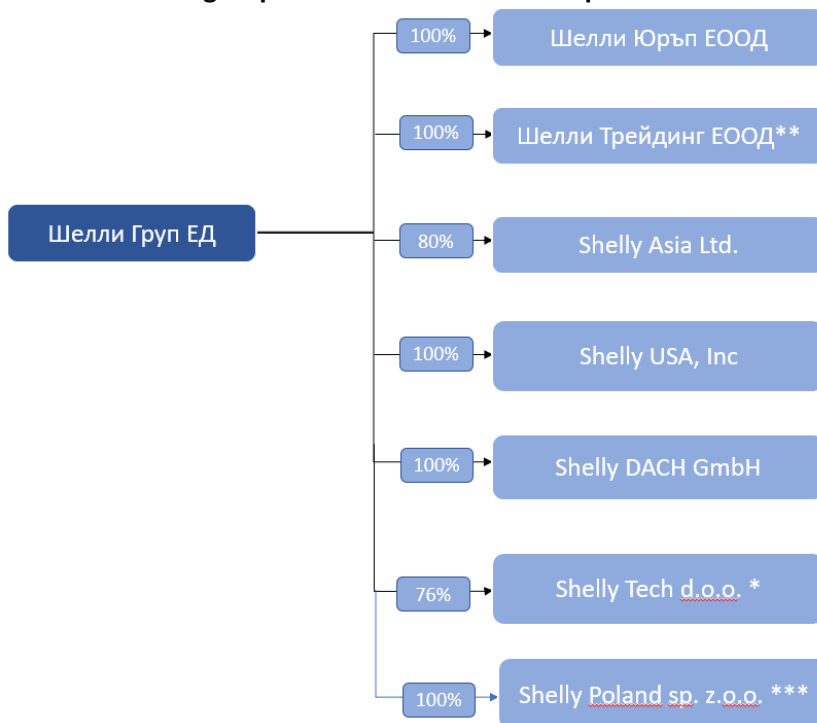 100%
Шелли Юръп ЕООД
100%
Шелли Трейдинг ЕООД**
Шелли Груп ЕД
80%
Shelly Asia Ltd.
100%
Shelly USA, Inc
100%
Shelly DACH GmbH
76%
Shelly Tech d.o.o. *
100%
Shelly Poland sp. z.o.o. ***